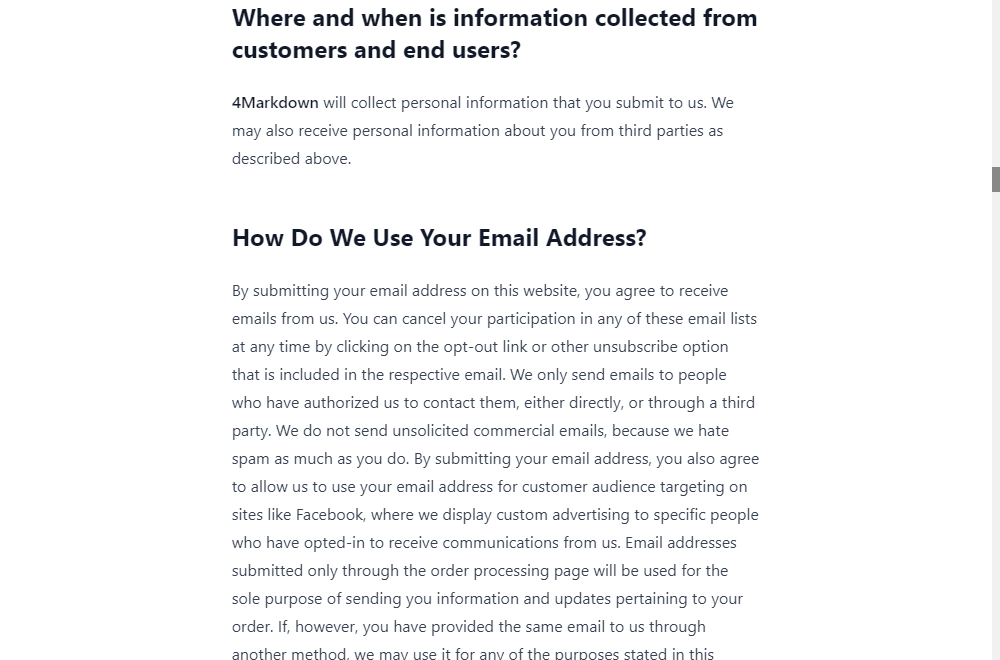 Where and when is information collected from
customers and end users?
4Markdown will collect personal information that you submit to us. We
may also receive personal information about you from third parties as
described above.
How Do We Use Your Email Address?
By submitting your email address on this website, you agree to receive
emails from us. You can cancel your participation in any of these email lists
at any time by clicking on the opt-out link or other unsubscribe option
that is included in the respective email. We only send emails to people
who have authorized us to contact them, either directly, or through a third
party. We do not send unsolicited commercial emails, because we hate
spam as much as you do. By submitting your email address, you also agree
to allow us to use your email address for customer audience targeting on
sites like Facebook, where we display custom advertising to specific people
who have opted-in to receive communications from us. Email addresses
submitted only through the order processing page will be used for the
sole purpose of sending you information and updates pertaining to your
order. If, however, you have provided the same email to us through
another method, we may use it for any of the purposes stated in this